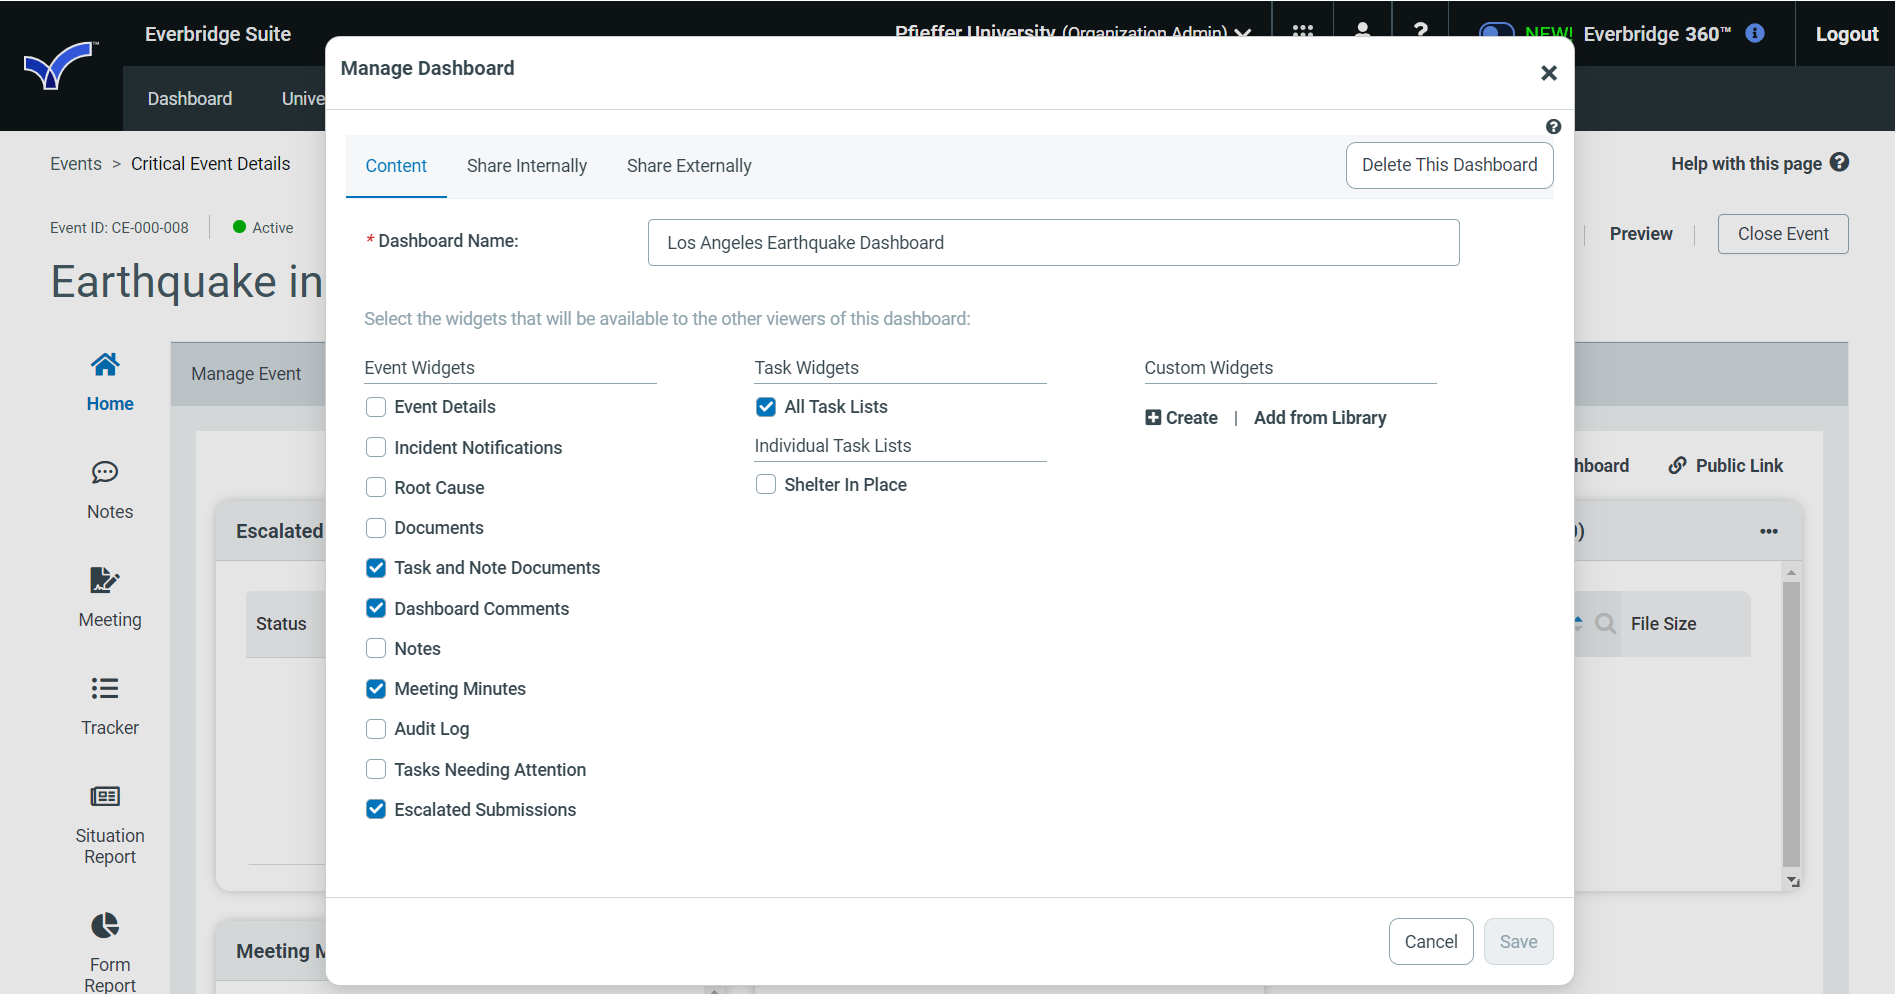 Everbridge Suite
Pfieffer University (Organization Admin)
?
NEW! Everbridge 360™
Logout
Dashboard
Unive
Manage Dashboard
Events > Critical Event Details
Content
Share Internally
Share Externally
Delete This Dashboard
Help with this page
Event ID: CE-000-008
Active
* Dashboard Name:
Los Angeles Earthquake Dashboard
Preview
Close Event
Earthquake in
Select the widgets that will be available to the other viewers of this dashboard:
Manage Event
Event Widgets
Task Widgets
Custom Widgets
Home
Event Details
All Task Lists
Create | Add from Library
Incident Notifications
Individual Task Lists
hboard
Public Link
Root Cause
Shelter In Place
Notes
Escalated
Documents
)
Task and Note Documents
Meeting
Status
Dashboard Comments
File Size
Notes
Meeting Minutes
Tracker
Audit Log
Tasks Needing Attention
Escalated Submissions
Situation
Report
Meeting M
Cancel
Save
Form
Report